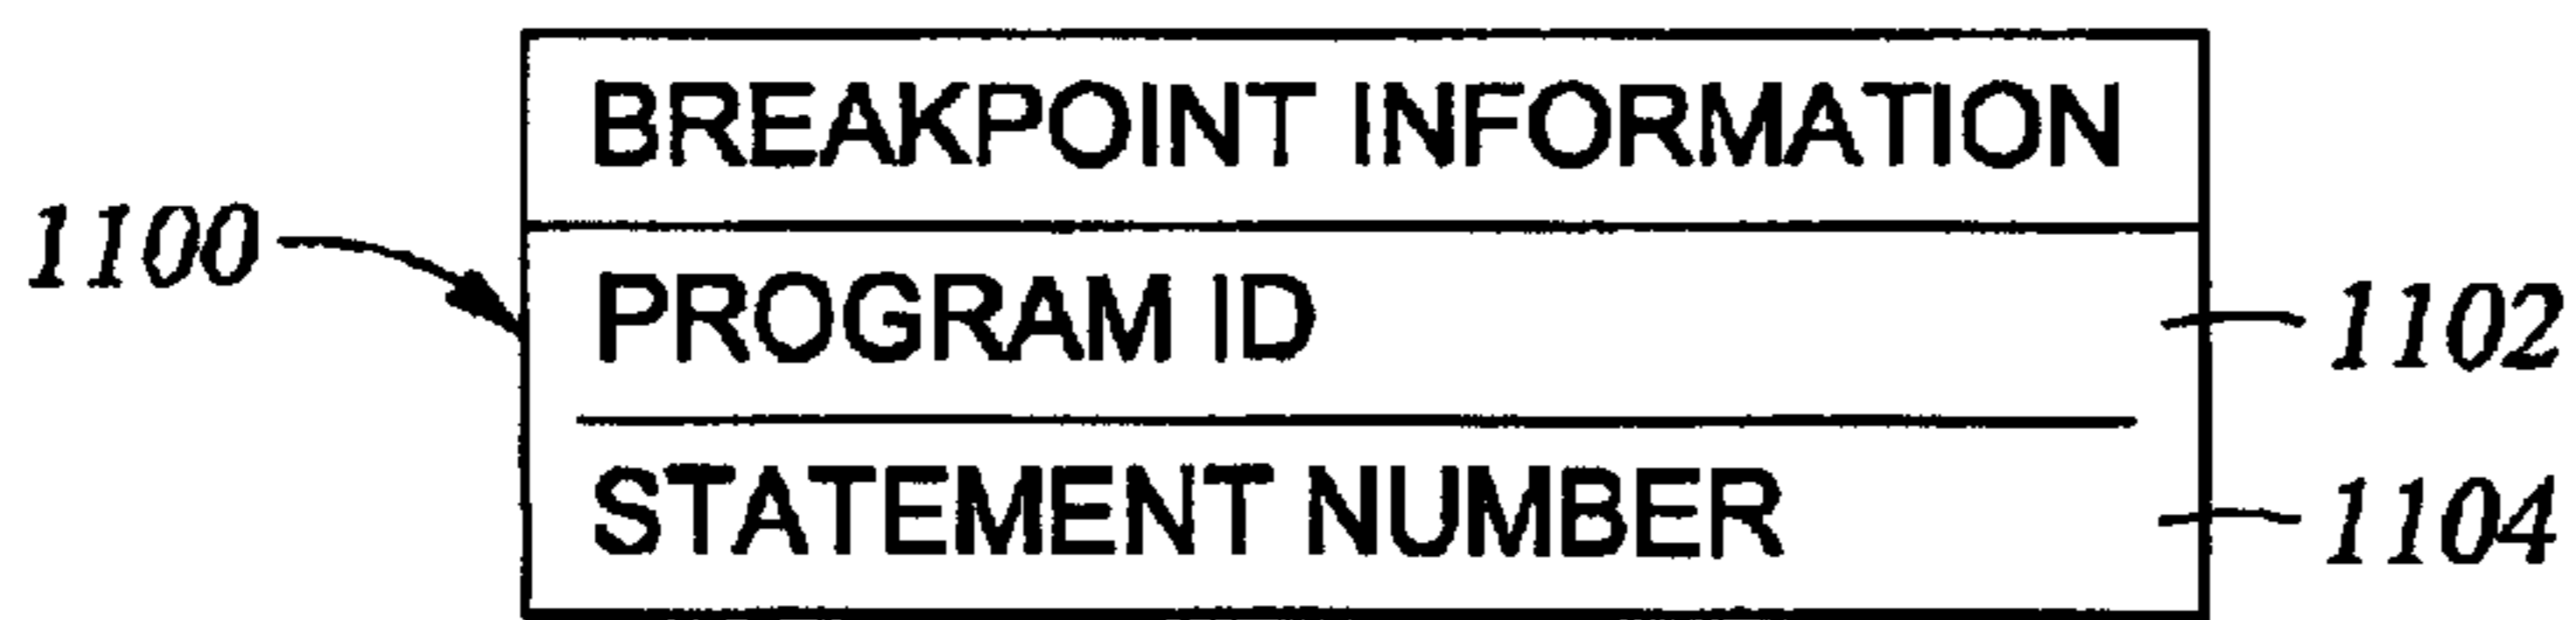 BREAKPOINT INFORMATION
1100
PROGRAM ID
1102
STATEMENT NUMBER
1104